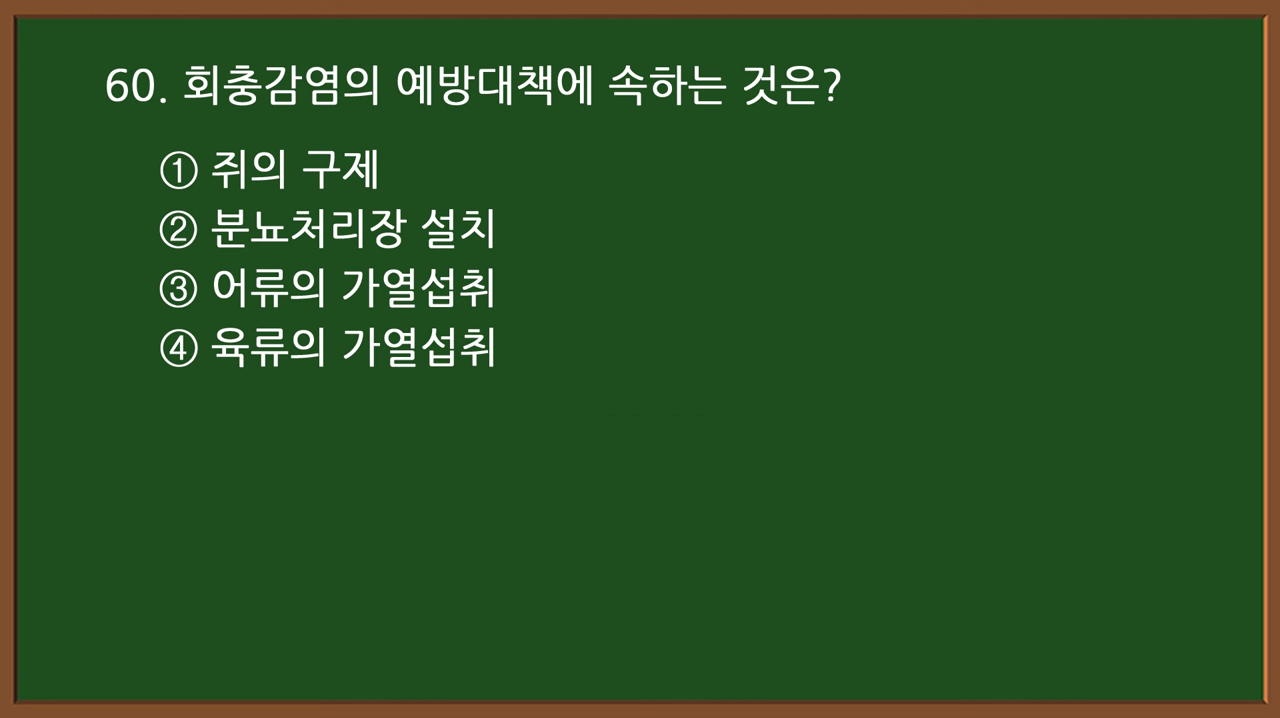 60. 회충감염의 예방대책에 속하는 것은?
① 쥐의 구제
② 분뇨처리장 설치
③ 어류의 가열섭취
④ 육류의 가열섭취